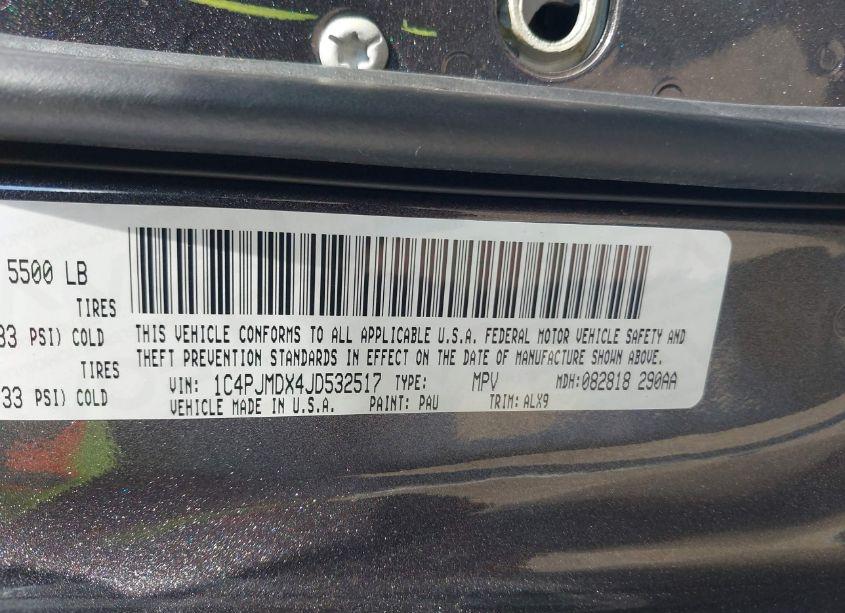 5500 LB
TIRES
33 PSI) COLD
TIRES
33 PSI) COLD
THIS VEHICLE CONFORMS TO ALL APPLICABLE U.S.A. FEDERAL MOTOR VEHICLE SAFETY AND
THEFT PREVENTION STANDARDS IN EFFECT ON THE DATE OF MANUFACTURE SHOWN ABOVE.
VIN: 1C4PJMDX4JD532517 TYPE: MPV MDH:082818 290AA
VEHICLE MADE IN U.S.A. PAINT: PAU TRIM: ALX9